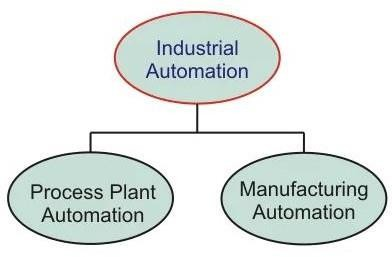 Industrial
Automation
Process Plant
Automation
Manufacturing
Automation